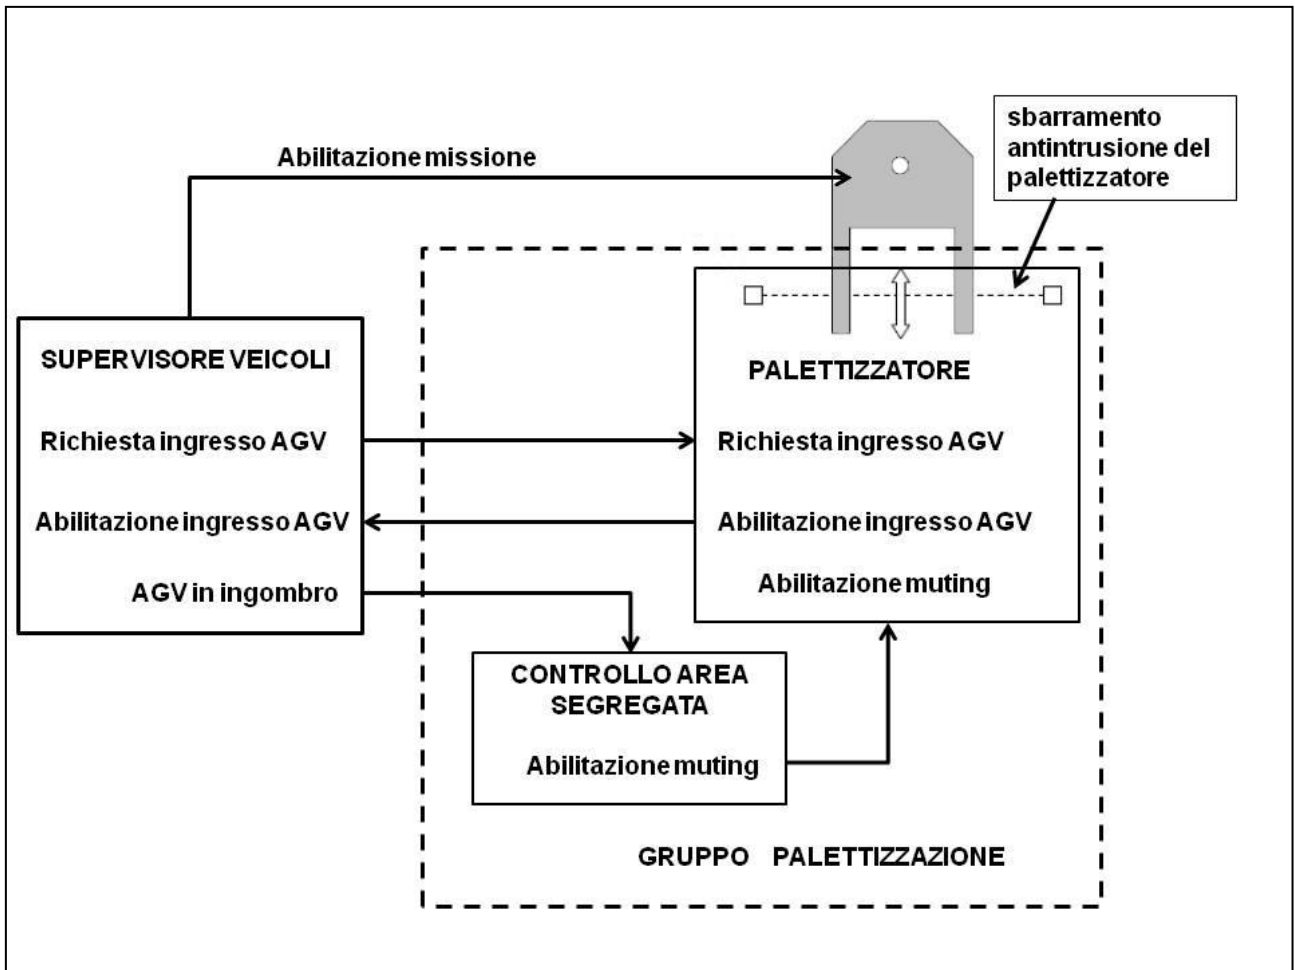 sbarramento
antintrusione del
palettizzatore
Abilitazione missione
SUPERVISORE VEICOLI
Richiesta ingresso AGV
Abilitazione ingresso AGV
AGV in ingombro
PALETTIZZATORE
Richiesta ingresso AGV
Abilitazione ingresso AGV
Abilitazione muting
CONTROLLO AREA
SEGREGATA
Abilitazione muting
GRUPPO PALETTIZZAZIONE